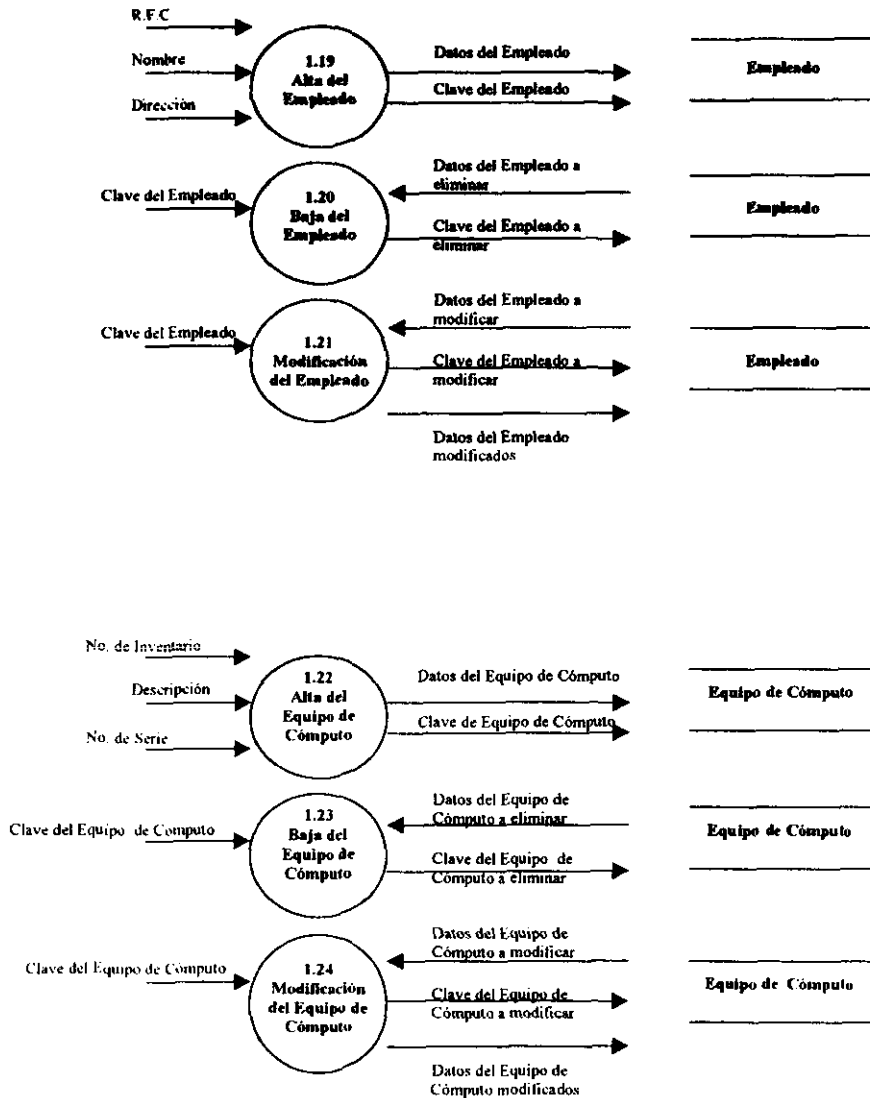 R.F.C
Nombre
Dirección
1.19
Alta del
Empleado
Datos del Empleado
Clave del Empleado
Empleado
Clave del Empleado
1.20
Baja del
Empleado
Datos del Empleado a
eliminar
Clave del Empleado a
eliminar
Empleado
Clave del Empleado
1.21
Modificación
del Empleado
Datos del Empleado a
modificar
Clave del Empleado a
modificar
Datos del Empleado
modificados
Empleado
No. de Inventario
Descripción
No. de Serie
1.22
Alta del
Equipo de
Cómputo
Datos del Equipo de Cómputo
Clave de Equipo de Cómputo
Equipo de Cómputo
Clave del Equipo de Computo
1.23
Baja del
Equipo de
Cómputo
Datos del Equipo de
Cómputo a eliminar
Clave del Equipo de
Cómputo a eliminar
Equipo de Cómputo
Clave del Equipo de Cómputo
1.24
Modificación
del Equipo de
Cómputo
Datos del Equipo de
Cómputo a modificar
Clave del Equipo de
Cómputo a modificar
Datos del Equipo de
Cómputo modificados
Equipo de Cómputo